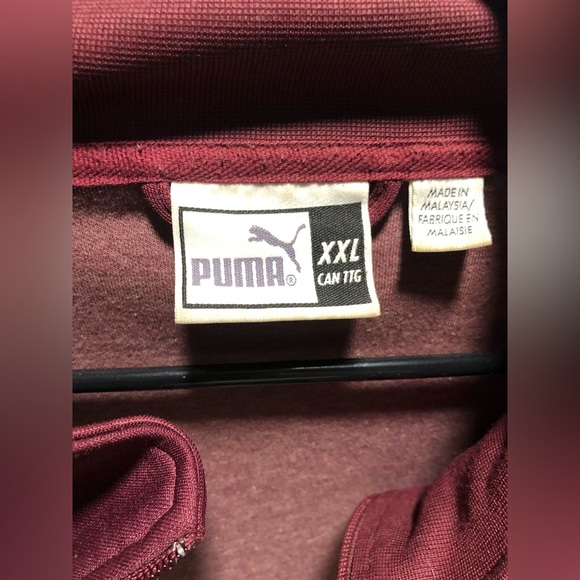 PUMA®
XXL
CAN TTG
MADE IN
MALAYSIA/
FABRIQUE EN
MALAISIE